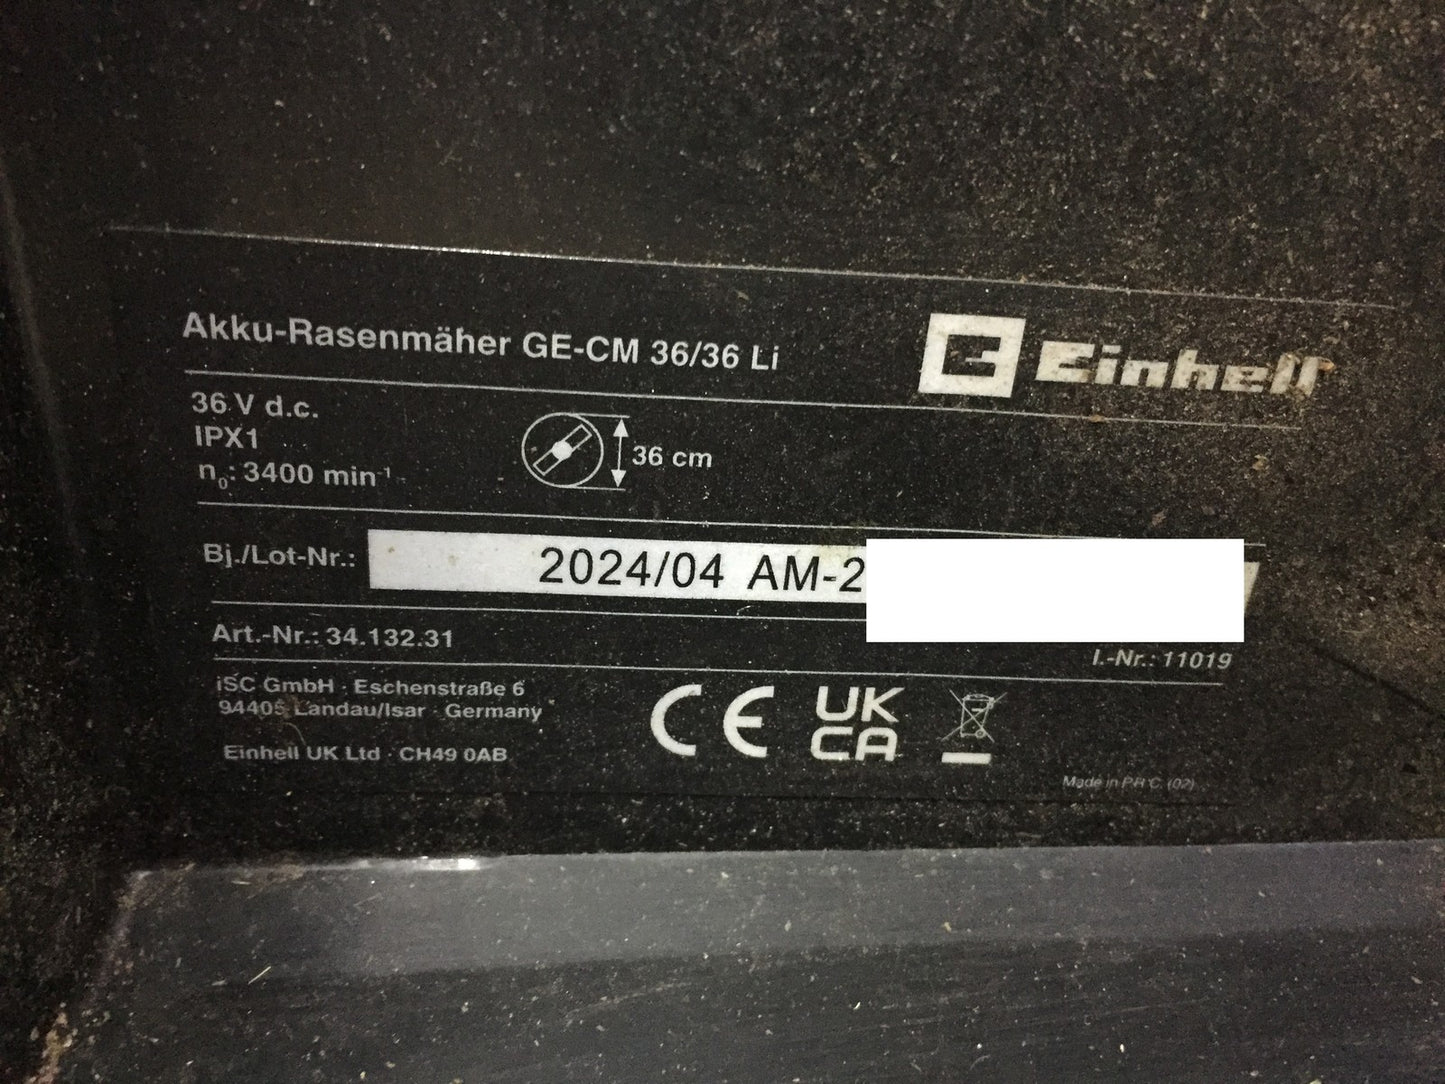 Akku-Rasenmäher GE-CM 36/36 Li
Einhell
36 V d.c.
IPX1
n₀: 3400 min⁻¹
36 cm
Bj./Lot-Nr.: 2024/04 AM-2
Art.-Nr.: 34.132.31
I.-Nr.: 11019
iSC GmbH · Eschenstraße 6
94405 Landau/Isar · Germany
Einhell UK Ltd · CH49 0AB
CE
UK
CA
Made in P.R.C. (02)